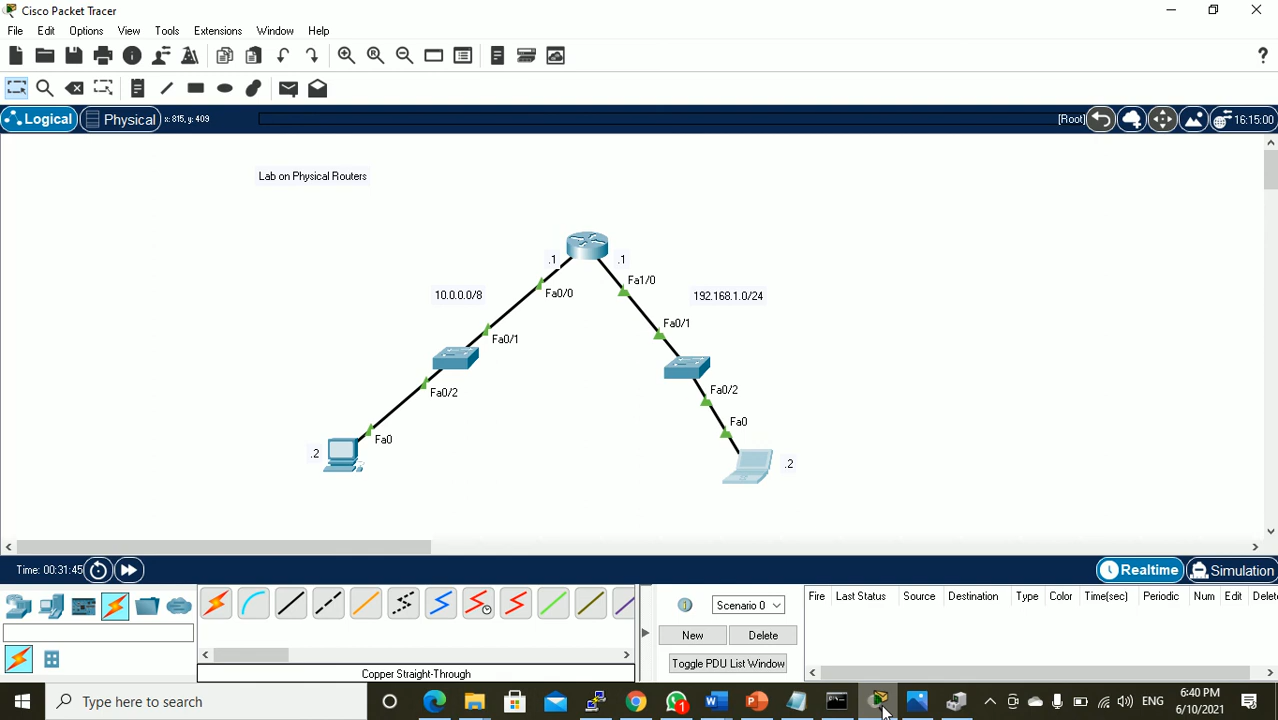 Cisco Packet Tracer
File Edit Options View Tools Extensions Window Help
Logical Physical x: 815, y: 409 [Root] 16:15:00
Lab on Physical Routers
.1 .1
Fa1/0
10.0.0.0/8 Fa0/0 192.168.1.0/24
Fa0/1 Fa0/1
Fa0/2 Fa0/2
Fa0 Fa0
.2 .2
Time: 00:31:45 Realtime Simulation
Scenario 0
New Delete
Toggle PDU List Window
Fire Last Status Source Destination Type Color Time(sec) Periodic Num Edit Delete
Copper Straight-Through
Type here to search
1
ENG
6:40 PM
6/10/2021
3